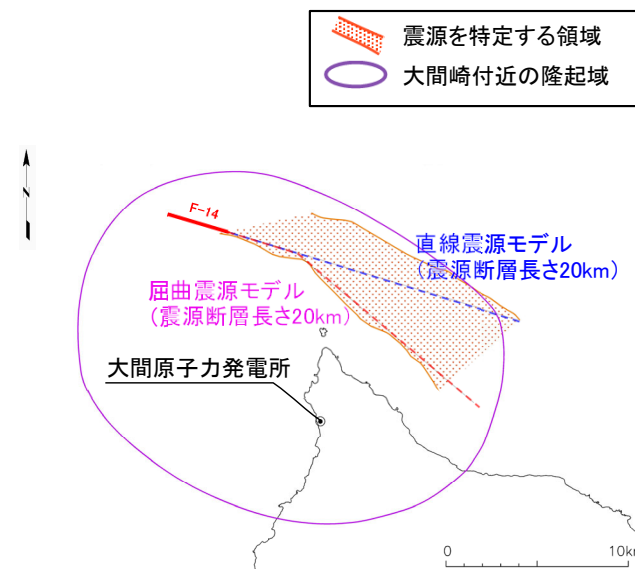 震源を特定する領域
大間崎付近の隆起域
N
F-14
直線震源モデル
(震源断層長さ20km)
屈曲震源モデル
(震源断層長さ20km)
大間原子力発電所
0 10km